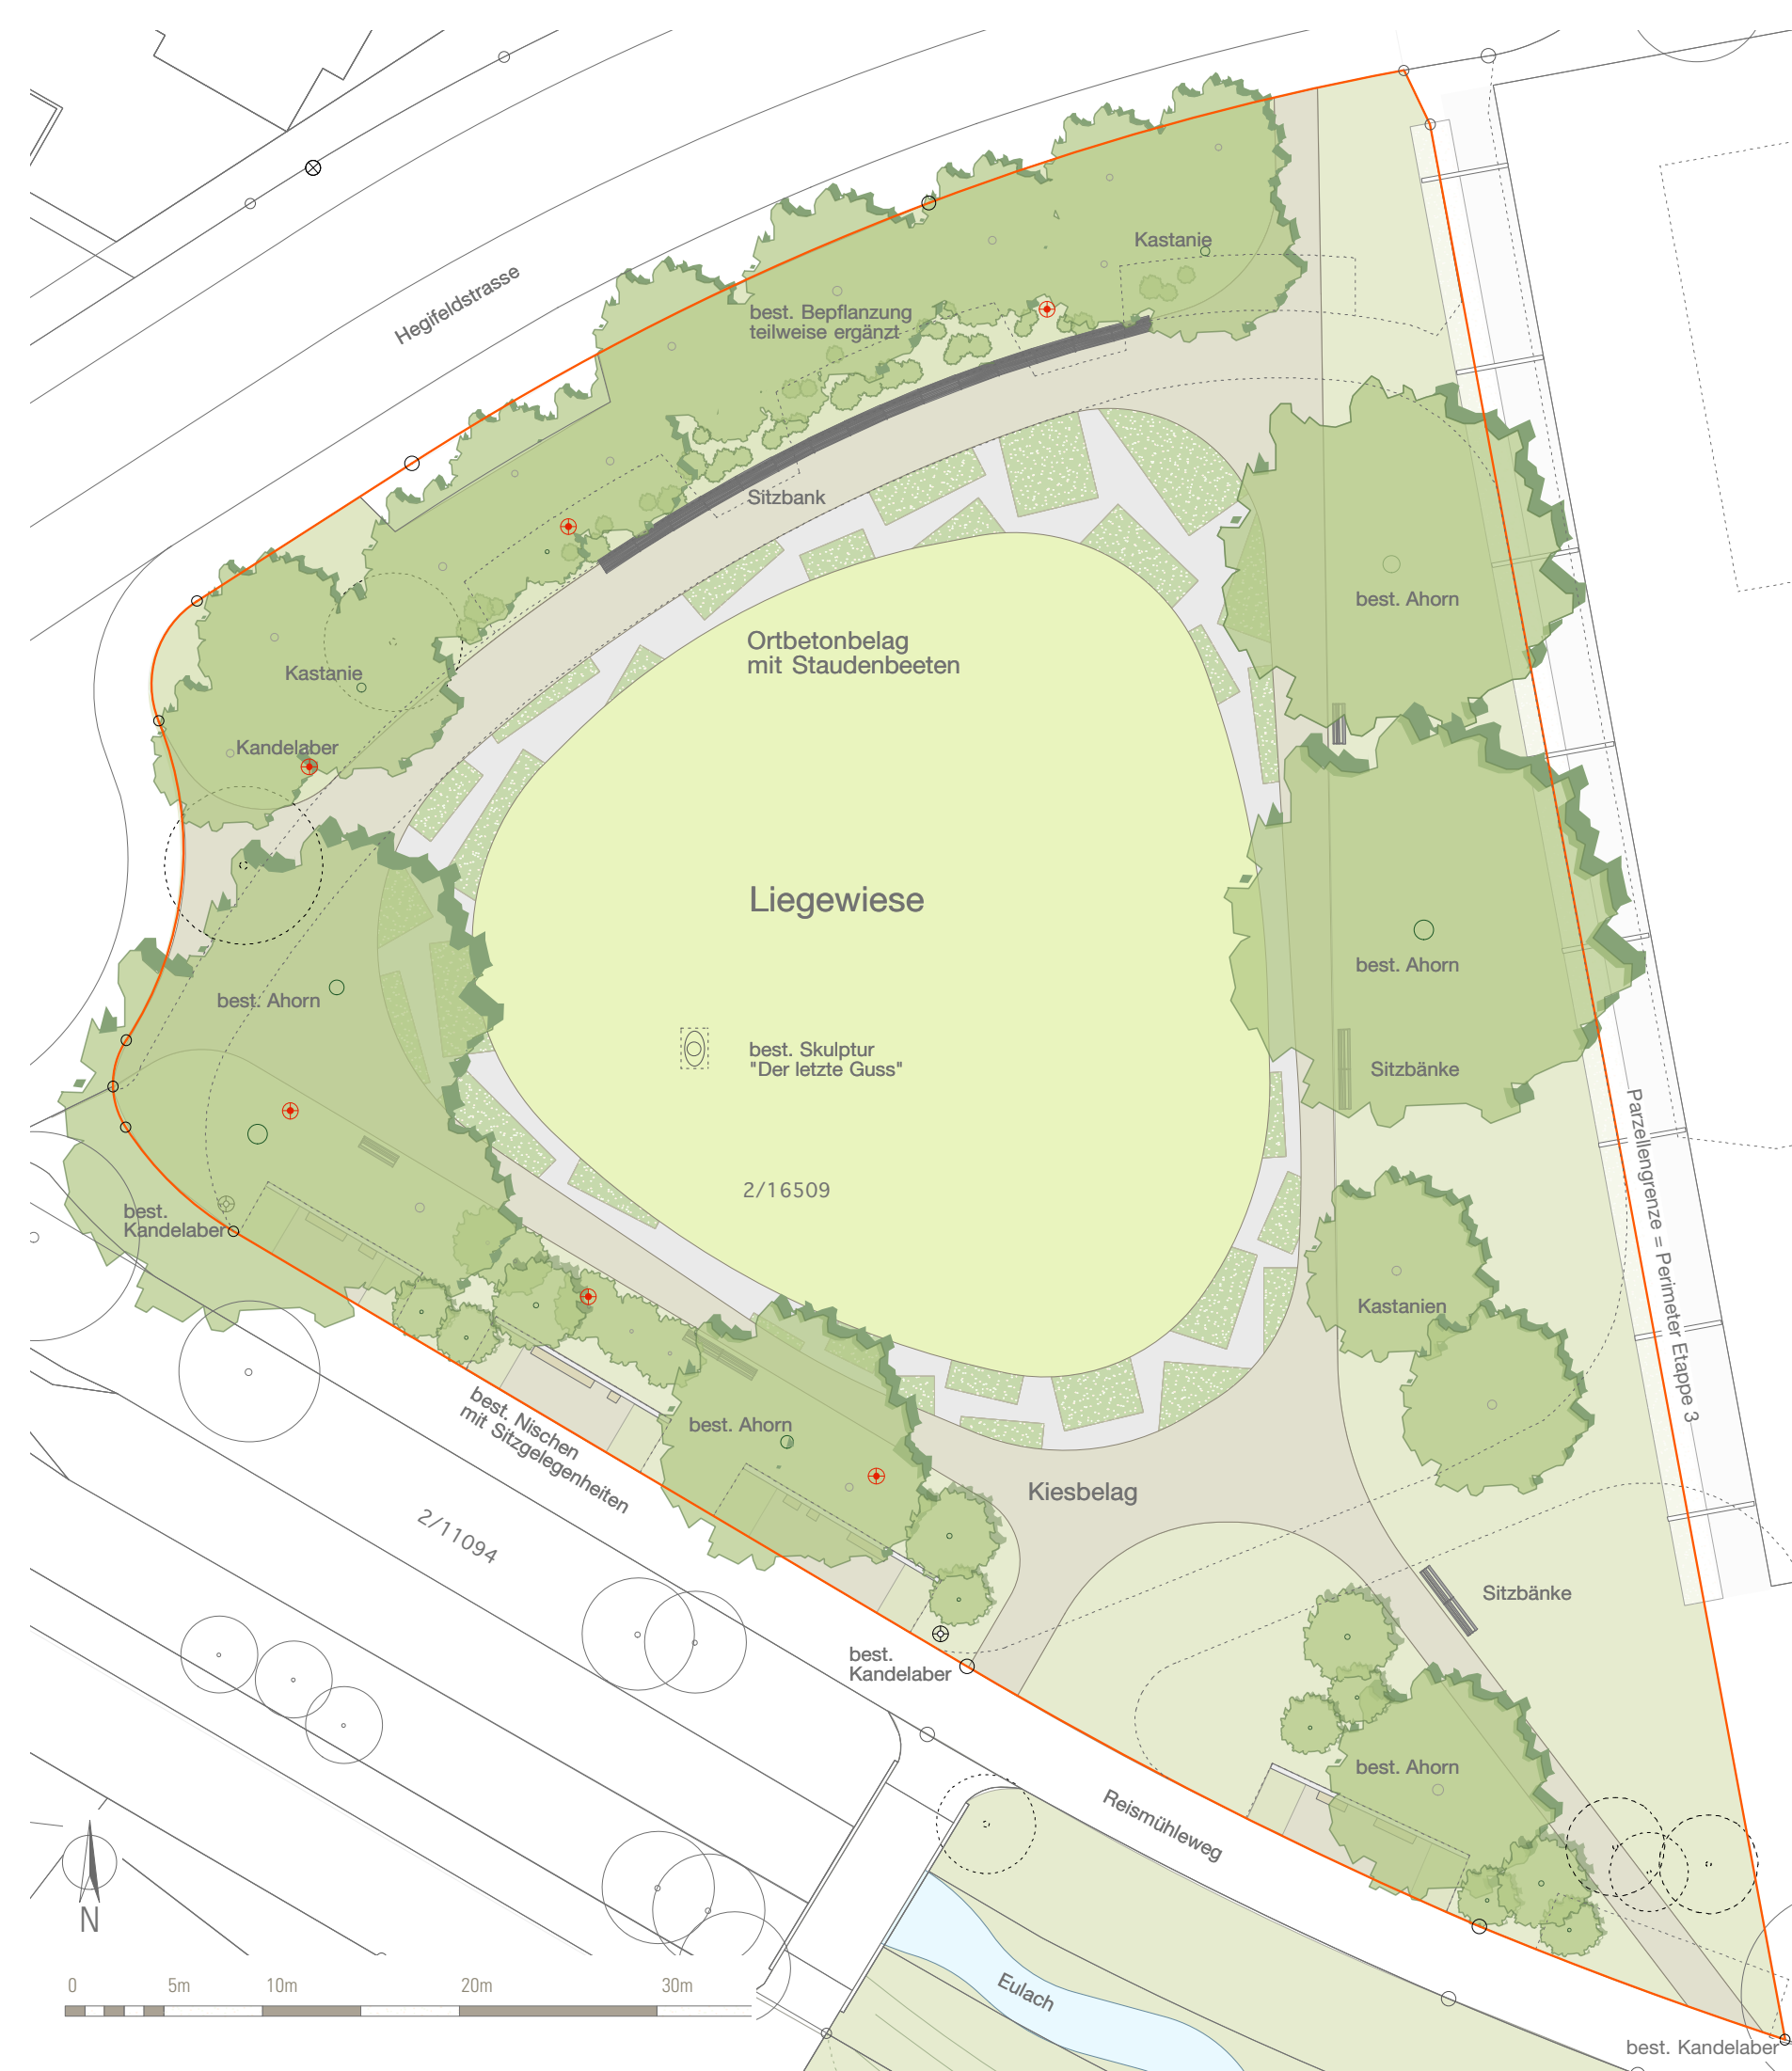 Hegifeldstrasse
Kastanie
best. Bepflanzung
teilweise ergänzt
Sitzbank
best. Ahorn
Ortbetonbelag
mit Staudenbeeten
Kastanie
Kandelaber
Liegewiese
best. Ahorn
best. Ahorn
best. Skulptur
"Der letzte Guss"
Sitzbänke
Parzellengrenze = Perimeter Etappe 3
2/16509
best.
Kandelaber
Kastanien
best. Nischen
mit Sitzgelegenheiten
best. Ahorn
Kiesbelag
2/11094
Sitzbänke
best.
Kandelaber
best. Ahorn
Reismühleweg
N
Eulach
0 5m 10m 20m 30m
best. Kandelaber